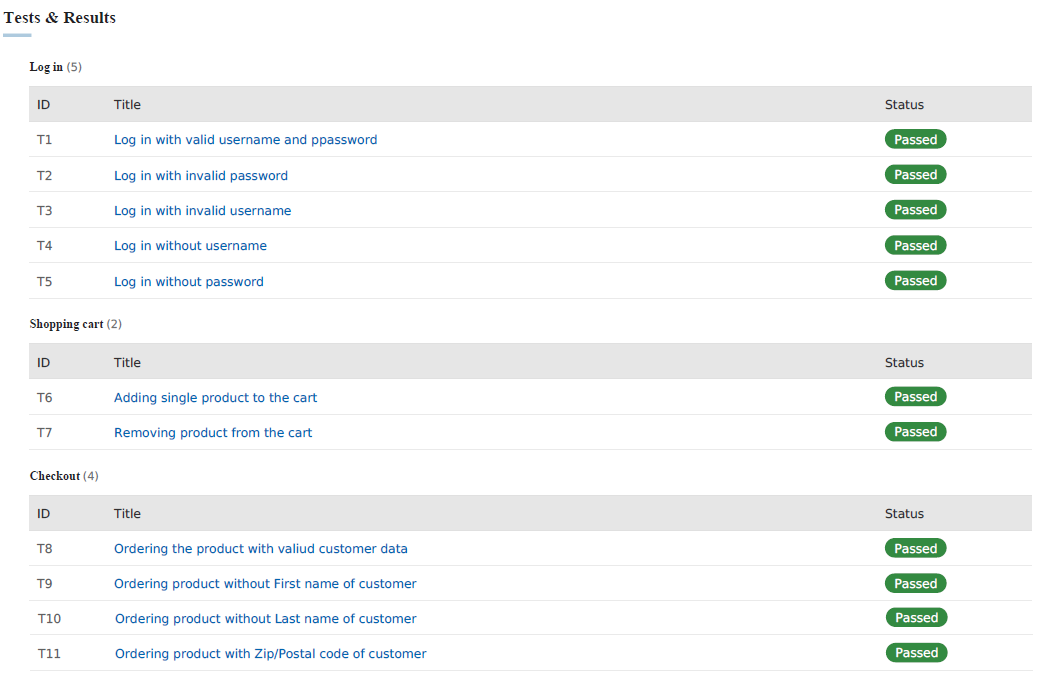 Tests & Results
Log in (5)
ID Title Status
T1 Log in with valid username and ppassword Passed
T2 Log in with invalid password Passed
T3 Log in with invalid username Passed
T4 Log in without username Passed
T5 Log in without password Passed
Shopping cart (2)
ID Title Status
T6 Adding single product to the cart Passed
T7 Removing product from the cart Passed
Checkout (4)
ID Title Status
T8 Ordering the product with valiud customer data Passed
T9 Ordering product without First name of customer Passed
T10 Ordering product without Last name of customer Passed
T11 Ordering product with Zip/Postal code of customer Passed